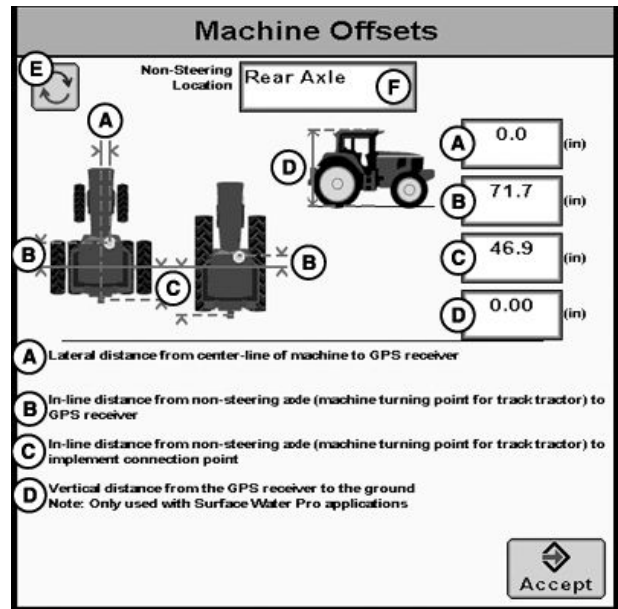 Machine Offsets
E
Non-Steering
Location
Rear Axle
F
A
D
B
C
B
A
0.0
(in)
B
71.7
(in)
C
46.9
(in)
D
0.00
(in)
A Lateral distance from center-line of machine to GPS receiver
B In-line distance from non-steering axle (machine turning point for track tractor) to
GPS receiver
C In-line distance from non-steering axle (machine turning point for track tractor) to
implement connection point
D Vertical distance from the GPS receiver to the ground
Note: Only used with Surface Water Pro applications
Accept